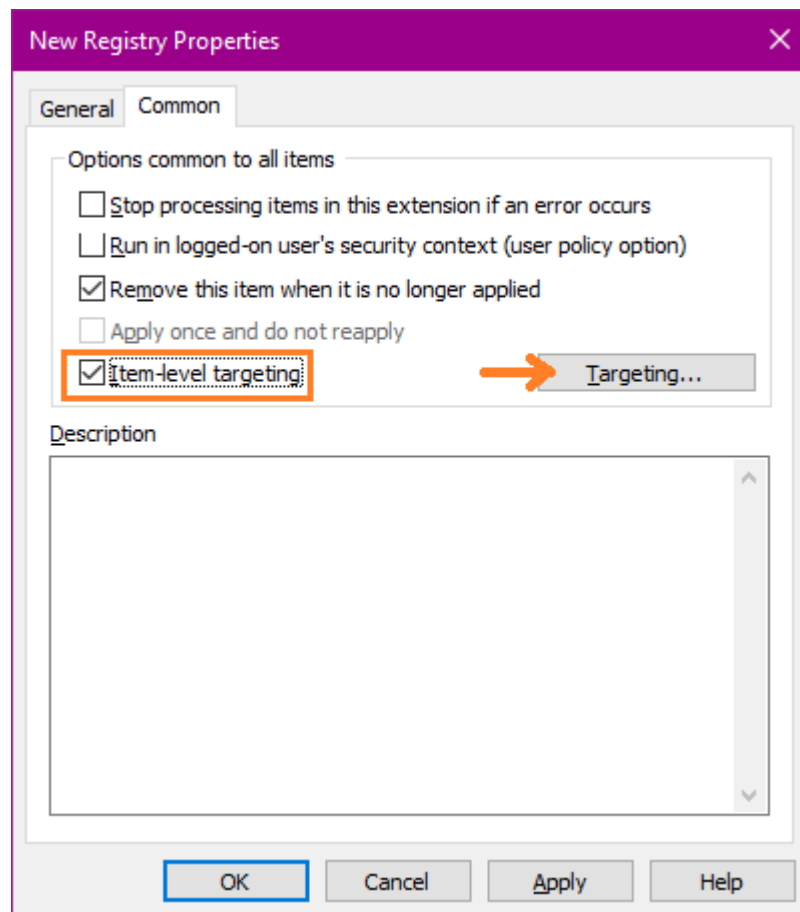 New Registry Properties
General Common
Options common to all items
Stop processing items in this extension if an error occurs
Run in logged-on user's security context (user policy option)
Remove this item when it is no longer applied
Apply once and do not reapply
Item-level targeting Targeting...
Description
OK Cancel Apply Help